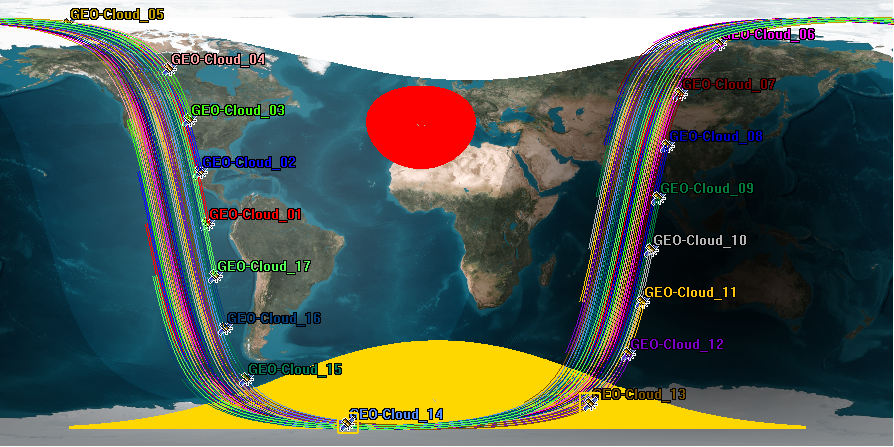 GEO-Cloud_05
GEO-Cloud_06
GEO-Cloud_04
GEO-Cloud_07
GEO-Cloud_03
GEO-Cloud_08
GEO-Cloud_02
GEO-Cloud_09
GEO-Cloud_01
GEO-Cloud_10
GEO-Cloud_17
GEO-Cloud_11
GEO-Cloud_16
GEO-Cloud_12
GEO-Cloud_15
GEO-Cloud_13
GEO-Cloud_14